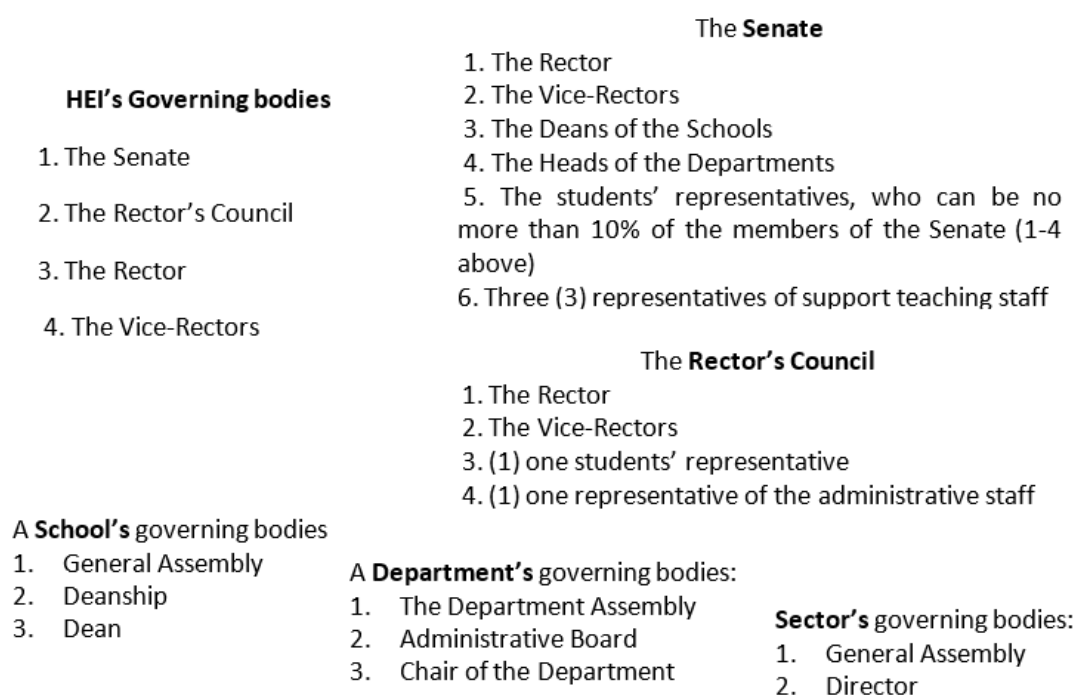 HEI’s Governing bodies
1. The Senate
2. The Rector’s Council
3. The Rector
4. The Vice-Rectors
The Senate
1. The Rector
2. The Vice-Rectors
3. The Deans of the Schools
4. The Heads of the Departments
5. The students’ representatives, who can be no
more than 10% of the members of the Senate (1-4
above)
6. Three (3) representatives of support teaching staff
The Rector’s Council
1. The Rector
2. The Vice-Rectors
3. (1) one students’ representative
4. (1) one representative of the administrative staff
A School’s governing bodies
1. General Assembly
2. Deanship
3. Dean
A Department’s governing bodies:
1. The Department Assembly
2. Administrative Board
3. Chair of the Department
Sector’s governing bodies:
1. General Assembly
2. Director